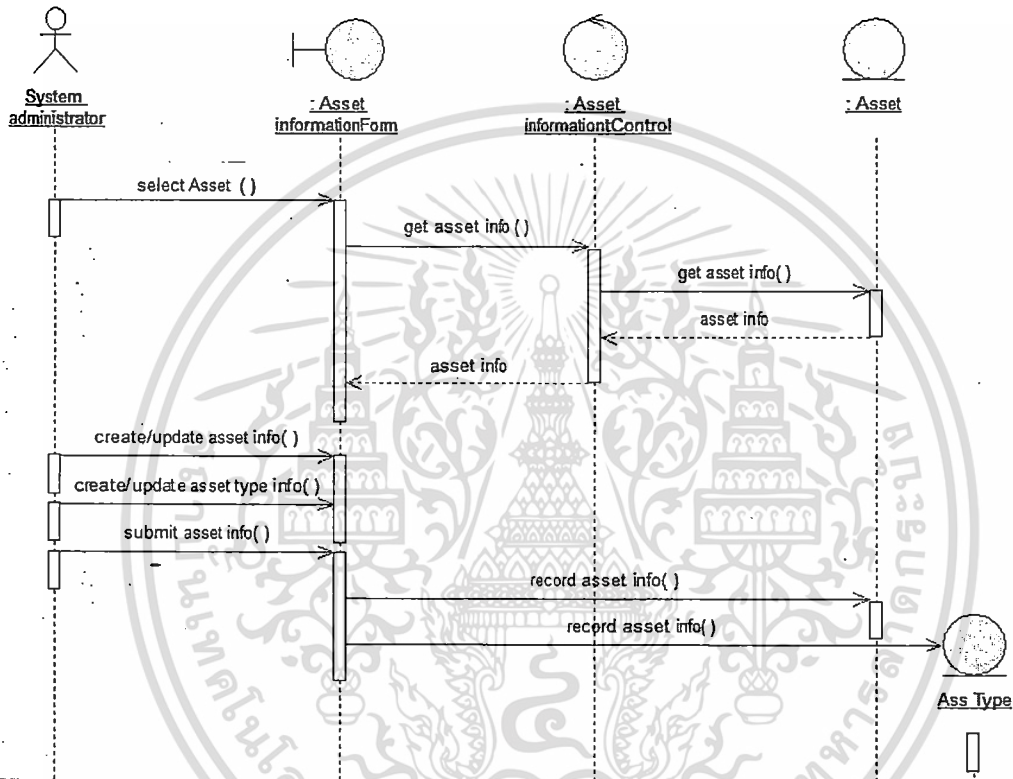 System
administrator
: Asset
informationForm
: Asset
informationtControl
: Asset
select Asset ( )
get asset info ( )
get asset info( )
asset info
asset info
create/update asset info( )
create/update asset type info( )
submit asset info( )
record asset info( )
record asset info( )
Ass Type